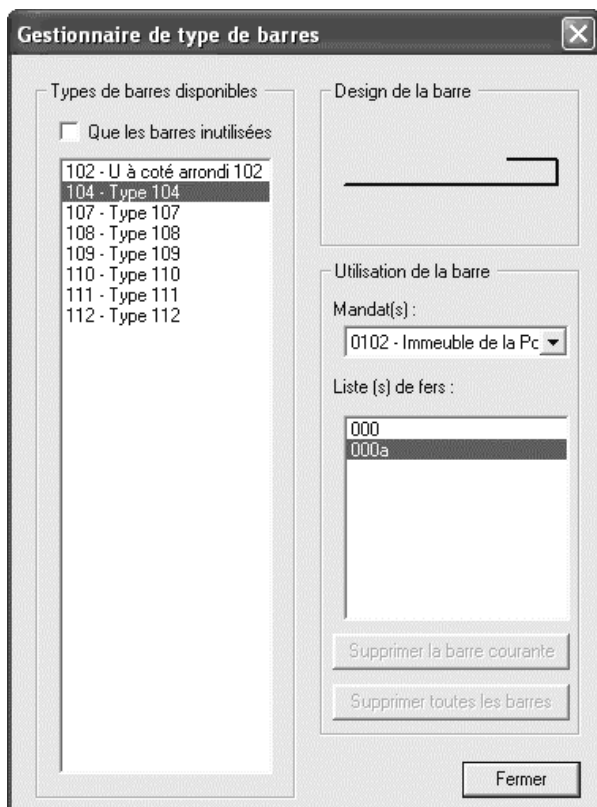 Gestionnaire de type de barres
Types de barres disponibles
Que les barres inutilisées
102 - U à coté arrondi 102
104 - Type 104
107 - Type 107
108 - Type 108
109 - Type 109
110 - Type 110
111 - Type 111
112 - Type 112
Design de la barre
Utilisation de la barre
Mandat(s) :
0102 - Immeuble de la Pc
Liste (s) de fers :
000
000a
Supprimer la barre courante
Supprimer toutes les barres
Fermer